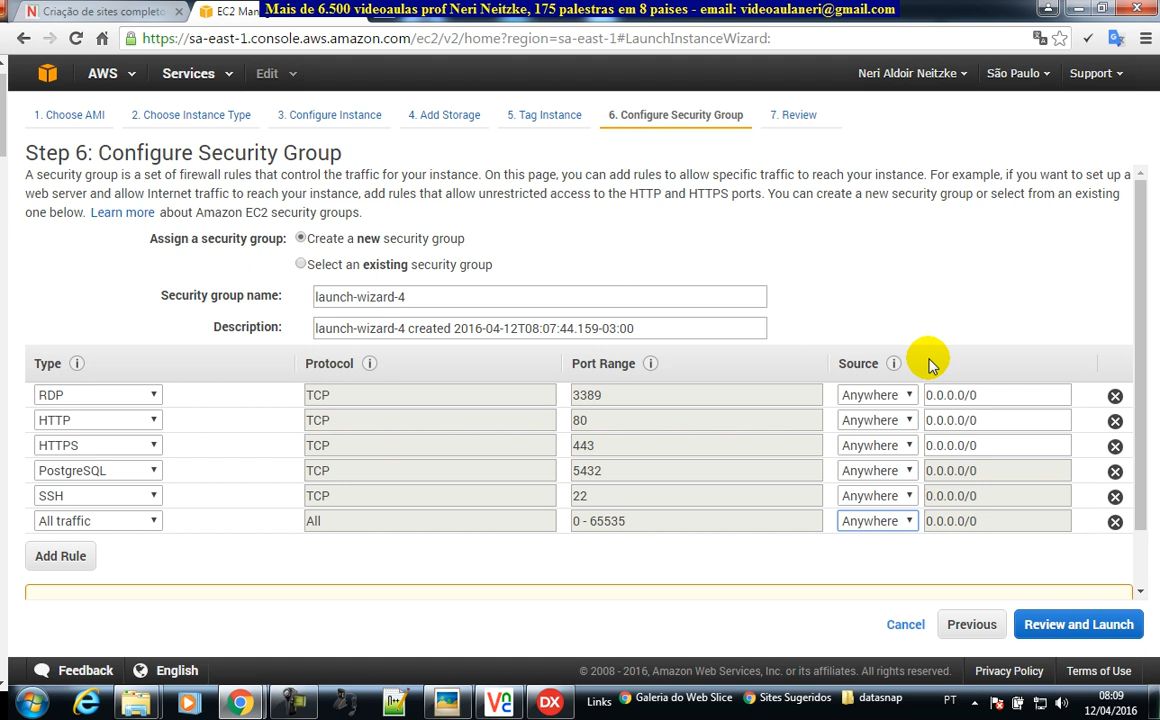 Criação de sites completo
EC2 Man
Mais de 6.500 videoaulas prof Neri Neitzke, 175 palestras em 8 paises - email: videoaulaneri@gmail.com
https://sa-east-1.console.aws.amazon.com/ec2/v2/home?region=sa-east-1#LaunchInstanceWizard:
AWS Services Edit Neri Aldoir Neitzke São Paulo Support
1. Choose AMI 2. Choose Instance Type 3. Configure Instance 4. Add Storage 5. Tag Instance 6. Configure Security Group 7. Review
Step 6: Configure Security Group
A security group is a set of firewall rules that control the traffic for your instance. On this page, you can add rules to allow specific traffic to reach your instance. For example, if you want to set up a
web server and allow Internet traffic to reach your instance, add rules that allow unrestricted access to the HTTP and HTTPS ports. You can create a new security group or select from an existing
one below. Learn more about Amazon EC2 security groups.
Assign a security group: Create a new security group
Select an existing security group
Security group name: launch-wizard-4
Description: launch-wizard-4 created 2016-04-12T08:07:44.159-03:00
Type Protocol Port Range Source
RDP TCP 3389 Anywhere 0.0.0.0/0
HTTP TCP 80 Anywhere 0.0.0.0/0
HTTPS TCP 443 Anywhere 0.0.0.0/0
PostgreSQL TCP 5432 Anywhere 0.0.0.0/0
SSH TCP 22 Anywhere 0.0.0.0/0
All traffic All 0 - 65535 Anywhere 0.0.0.0/0
Add Rule
Cancel Previous Review and Launch
Feedback English © 2008 - 2016, Amazon Web Services, Inc. or its affiliates. All rights reserved. Privacy Policy Terms of Use
Links Galeria do Web Slice Sites Sugeridos datasnap PT 08:09
12/04/2016